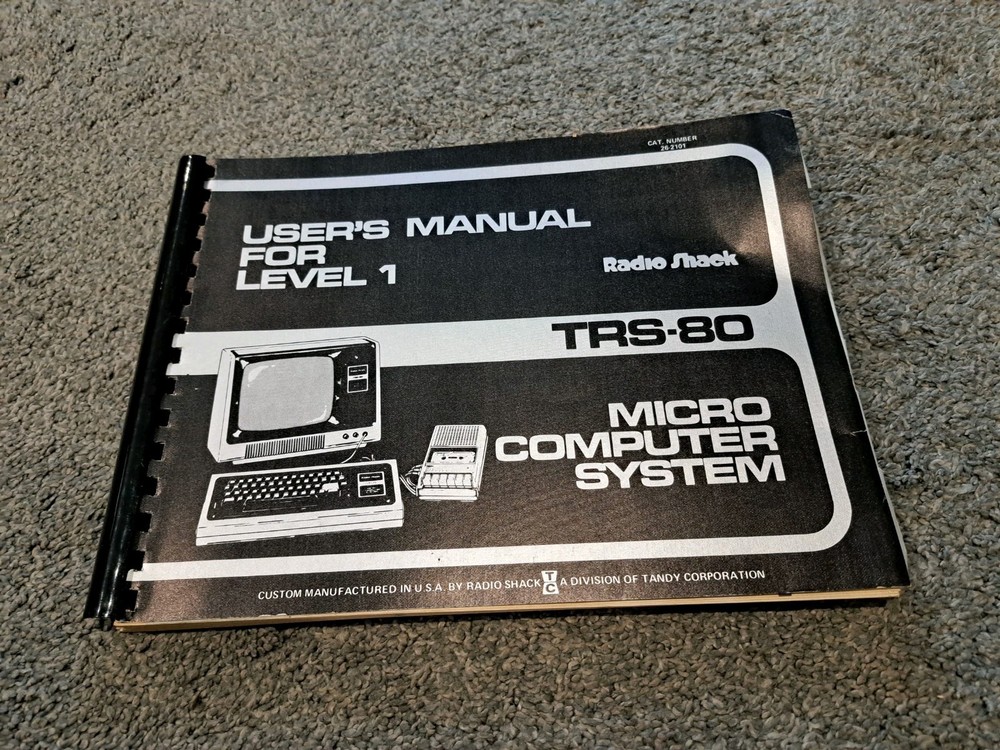 CAT. NUMBER
26-2101
USER'S MANUAL
FOR
LEVEL 1
Radio Shack
TRS-80
MICRO
COMPUTER
SYSTEM
CUSTOM MANUFACTURED IN U.S.A. BY RADIO SHACK TC A DIVISION OF TANDY CORPORATION